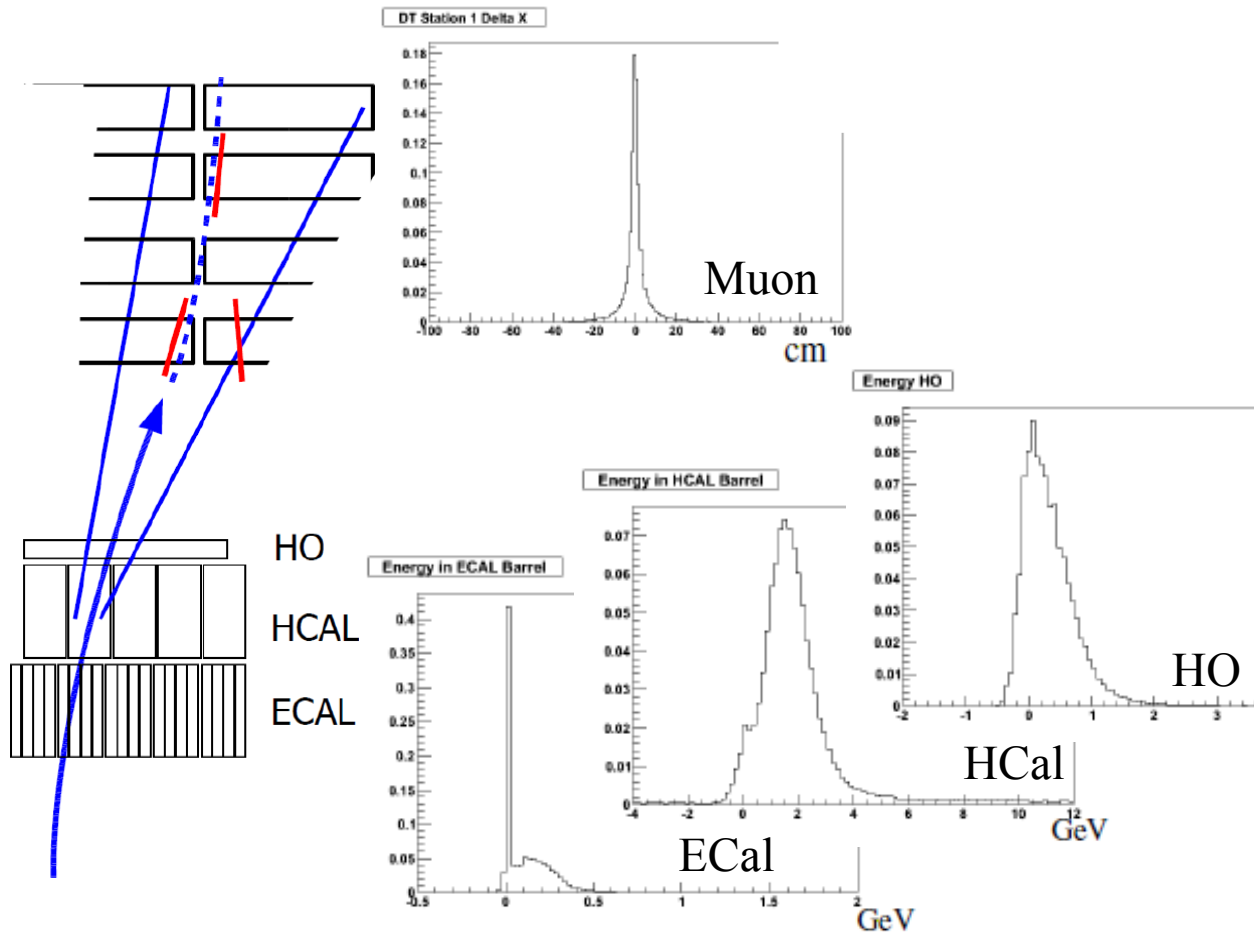 DT Station 1 Delta X
0.18
0.16
0.14
0.12
0.1
0.08
0.06
0.04
0.02
0
-100 -80 -60 -40 -20 0 20 40 60 80 100
Muon
cm
Energy HO
0.09
0.08
0.07
0.06
0.05
0.04
0.03
0.02
0.01
0
-2 -1 0 1 2 3
HO
Energy in HCAL Barrel
0.07
0.06
0.05
0.04
0.03
0.02
0.01
0
-4 -2 0 2 4 6 8 10 12
HCal
GeV
HO
HCAL
ECAL
Energy in ECAL Barrel
0.4
0.35
0.3
0.25
0.2
0.15
0.1
0.05
0
-0.5 0 0.5 1 1.5 2
ECal
GeV